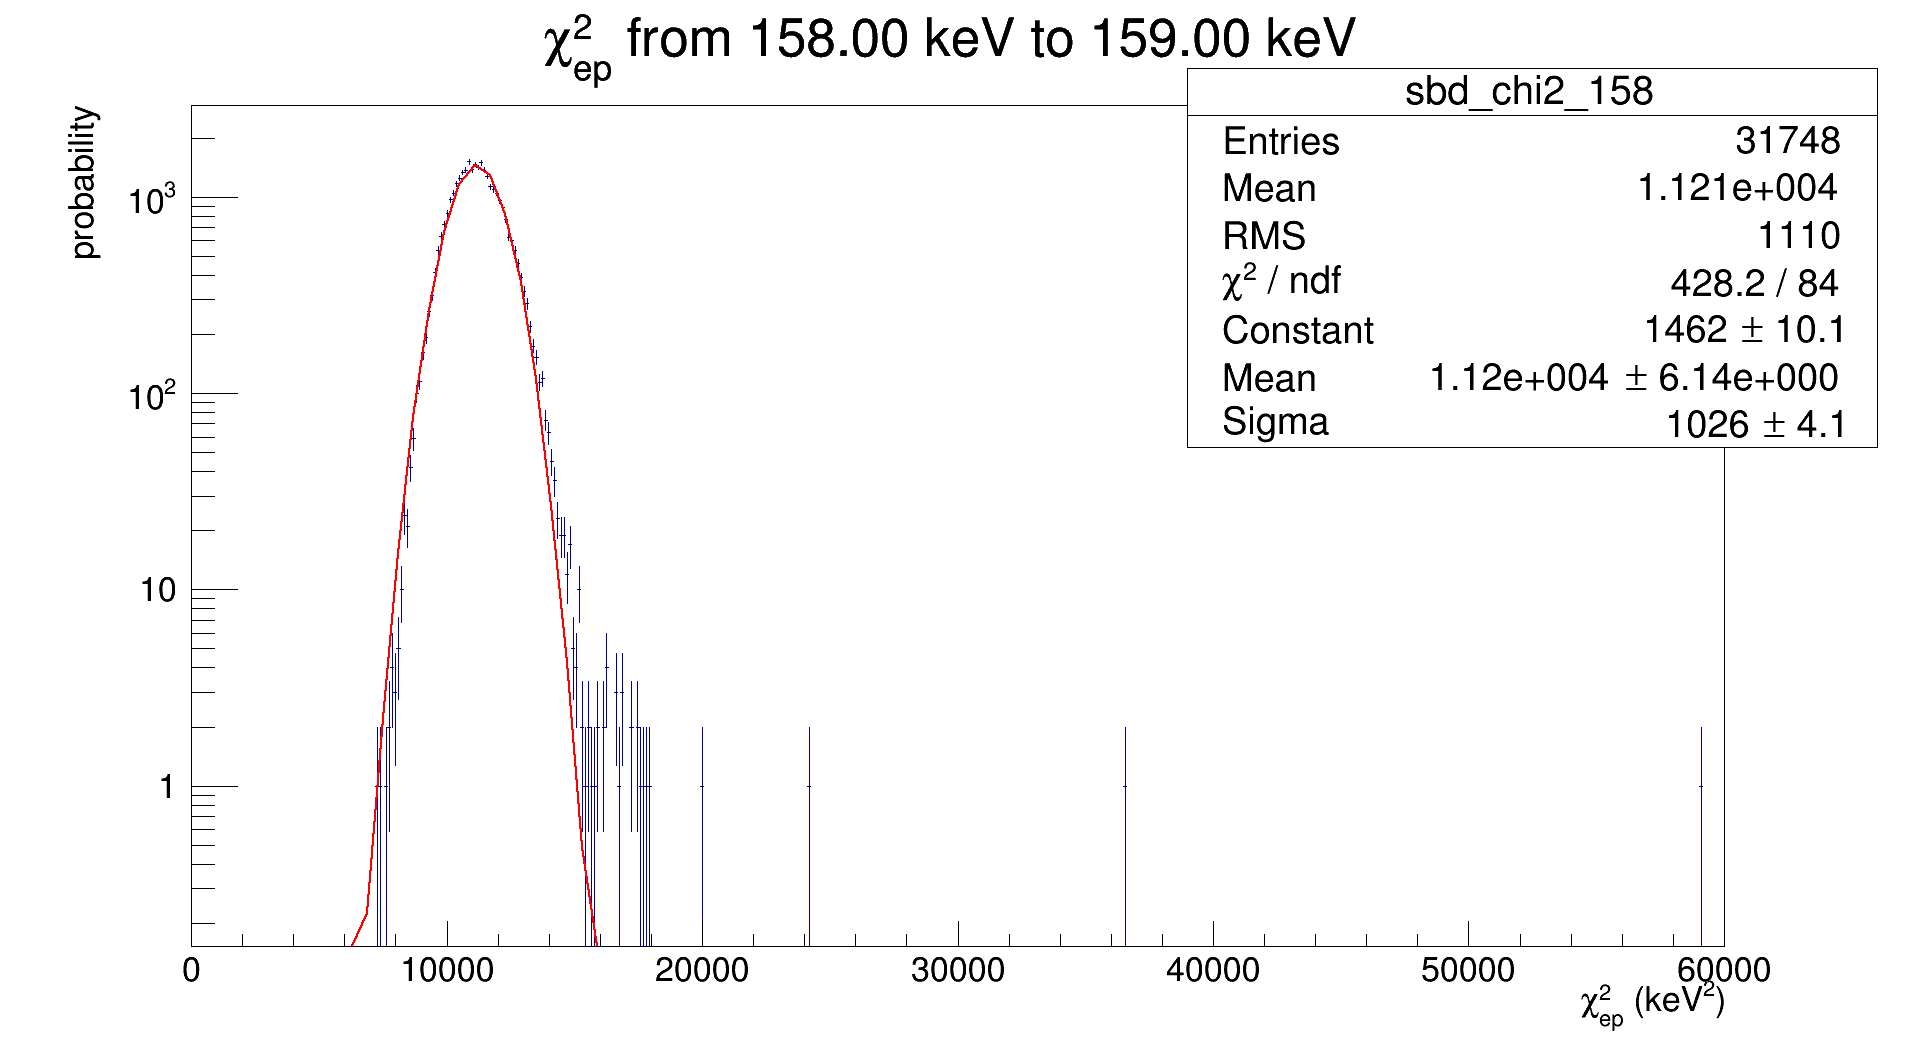 χ²ep from 158.00 keV to 159.00 keV
probability
sbd_chi2_158
Entries 31748
Mean 1.121e+004
RMS 1110
χ² / ndf 428.2 / 84
Constant 1462 ± 10.1
Mean 1.12e+004 ± 6.14e+000
Sigma 1026 ± 4.1
10³
10²
10
1
0 10000 20000 30000 40000 50000 60000
χ²ep (keV²)